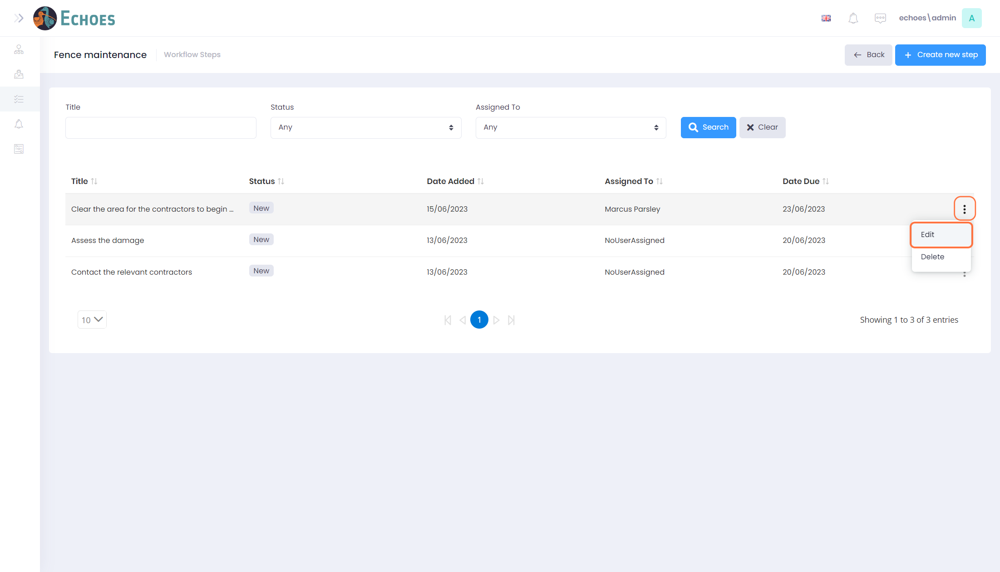 ECHOES
echoes\admin
A
Fence maintenance
Workflow Steps
Back
Create new step
Title
Status
Assigned To
Any
Any
Search
Clear
Title Status Date Added Assigned To Date Due
Clear the area for the contractors to begin ... New 15/06/2023 Marcus Parsley 23/06/2023
Edit
Assess the damage New 13/06/2023 NoUserAssigned 20/06/2023
Delete
Contact the relevant contractors New 13/06/2023 NoUserAssigned 20/06/2023
10
1
Showing 1 to 3 of 3 entries